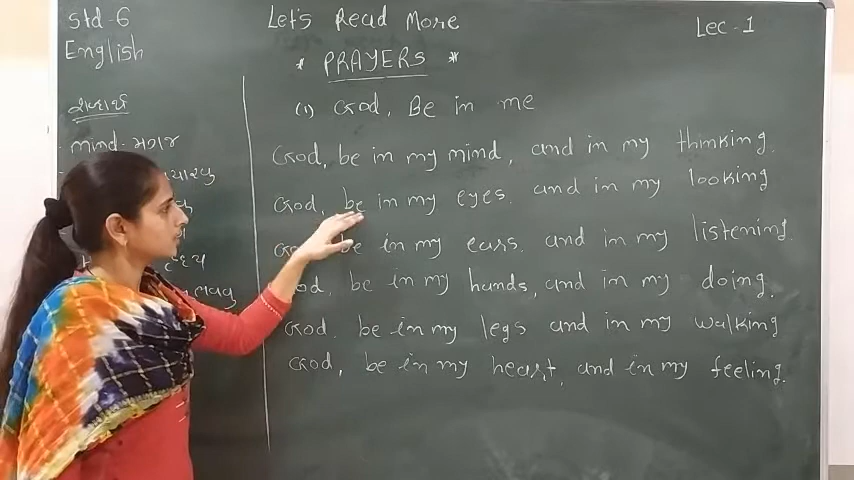 Std-6
English
Let's Read More
Lec-1
* PRAYERS *
(1) God, Be in me
શબ્દાર્થ
mind - મગજ
God, be in my mind, and in my thinking.
God, be in my eyes. and in my looking
be in my ears. and in my listening.
God, be in my hands, and in my doing.
God. be in my legs and in my walking
God, be in my heart, and in my feeling.